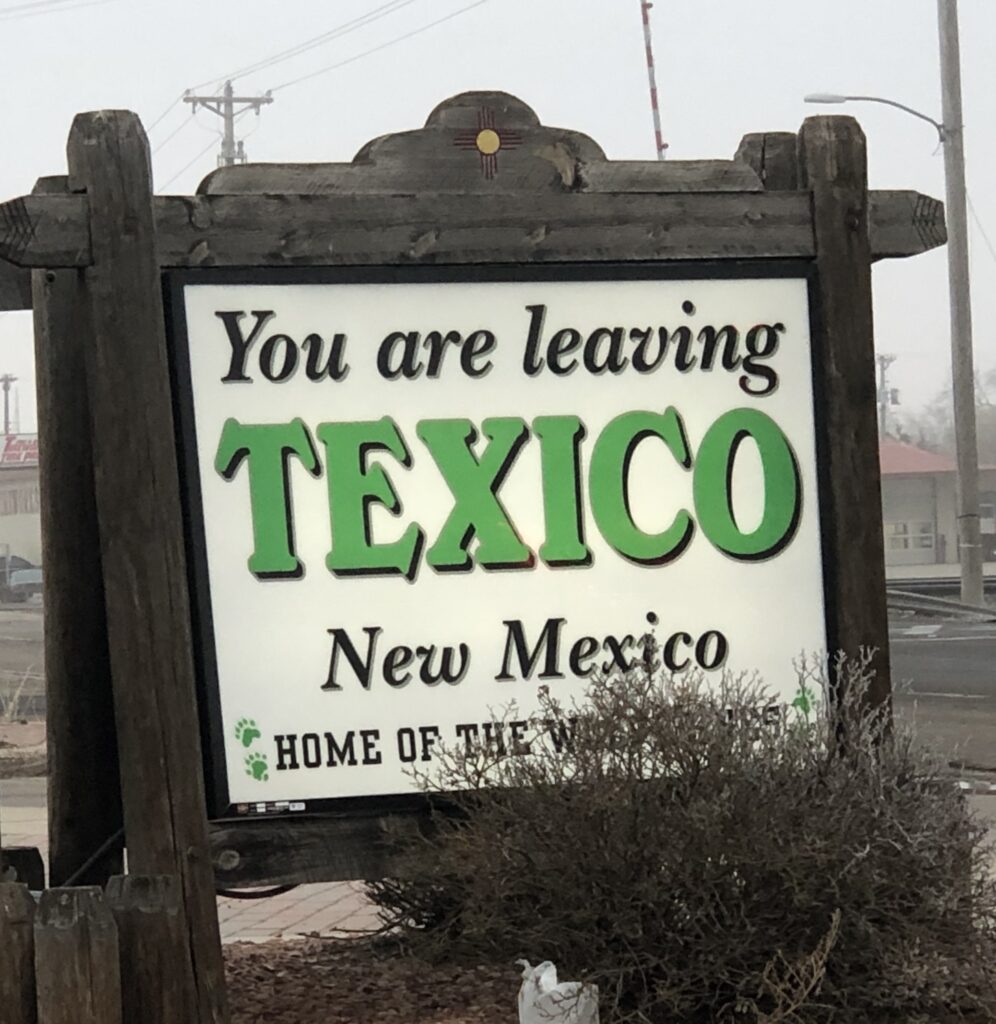 You are leaving
TEXICO
New Mexico
HOME OF THE